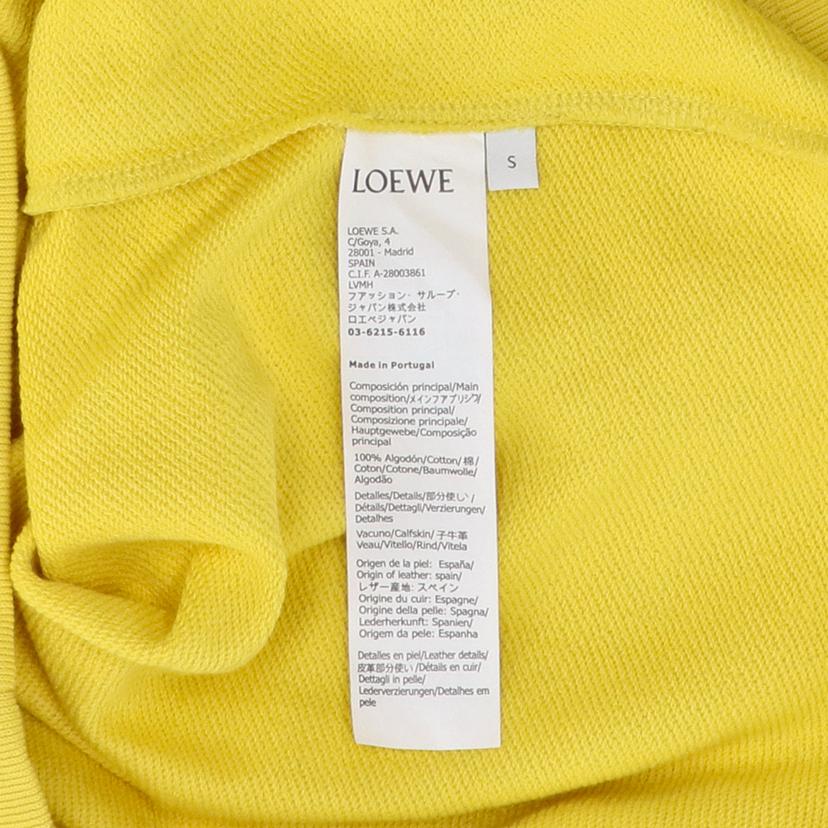 LOEWE
S
LOEWE S.A.
C/Goya, 4
28001 - Madrid
SPAIN
C.I.F. A-28003861
LVMH
ファッション・サループ・
ジャパン株式会社
ロエベジャパン
03-6215-6116
Made in Portugal
Composición principal/Main
composition/メインファブリック/
Composition principal/
Composizione principale/
Hauptgewebe/Composição
principal
100% Algodón/Cotton/綿/
Coton/Cotone/Baumwolle/
Algodão
Detalles/Details/部分使い/
Détails/Dettagli/Verzierungen/
Detalhes
Vacuno/Calfskin/子牛革
Veau/Vitello/Rind/Vitela
Origen de la piel: España/
Origin of leather: spain/
レザー産地: スペイン
Origine du cuir: Espagne/
Origine della pelle: Spagna/
Lederherkunft: Spanien/
Origem da pele: Espanha
Detalles en piel/Leather details/
皮革部分使い/Détails en cuir/
Dettagli in pelle/
Lederverzierungen/Detalhes em
pele